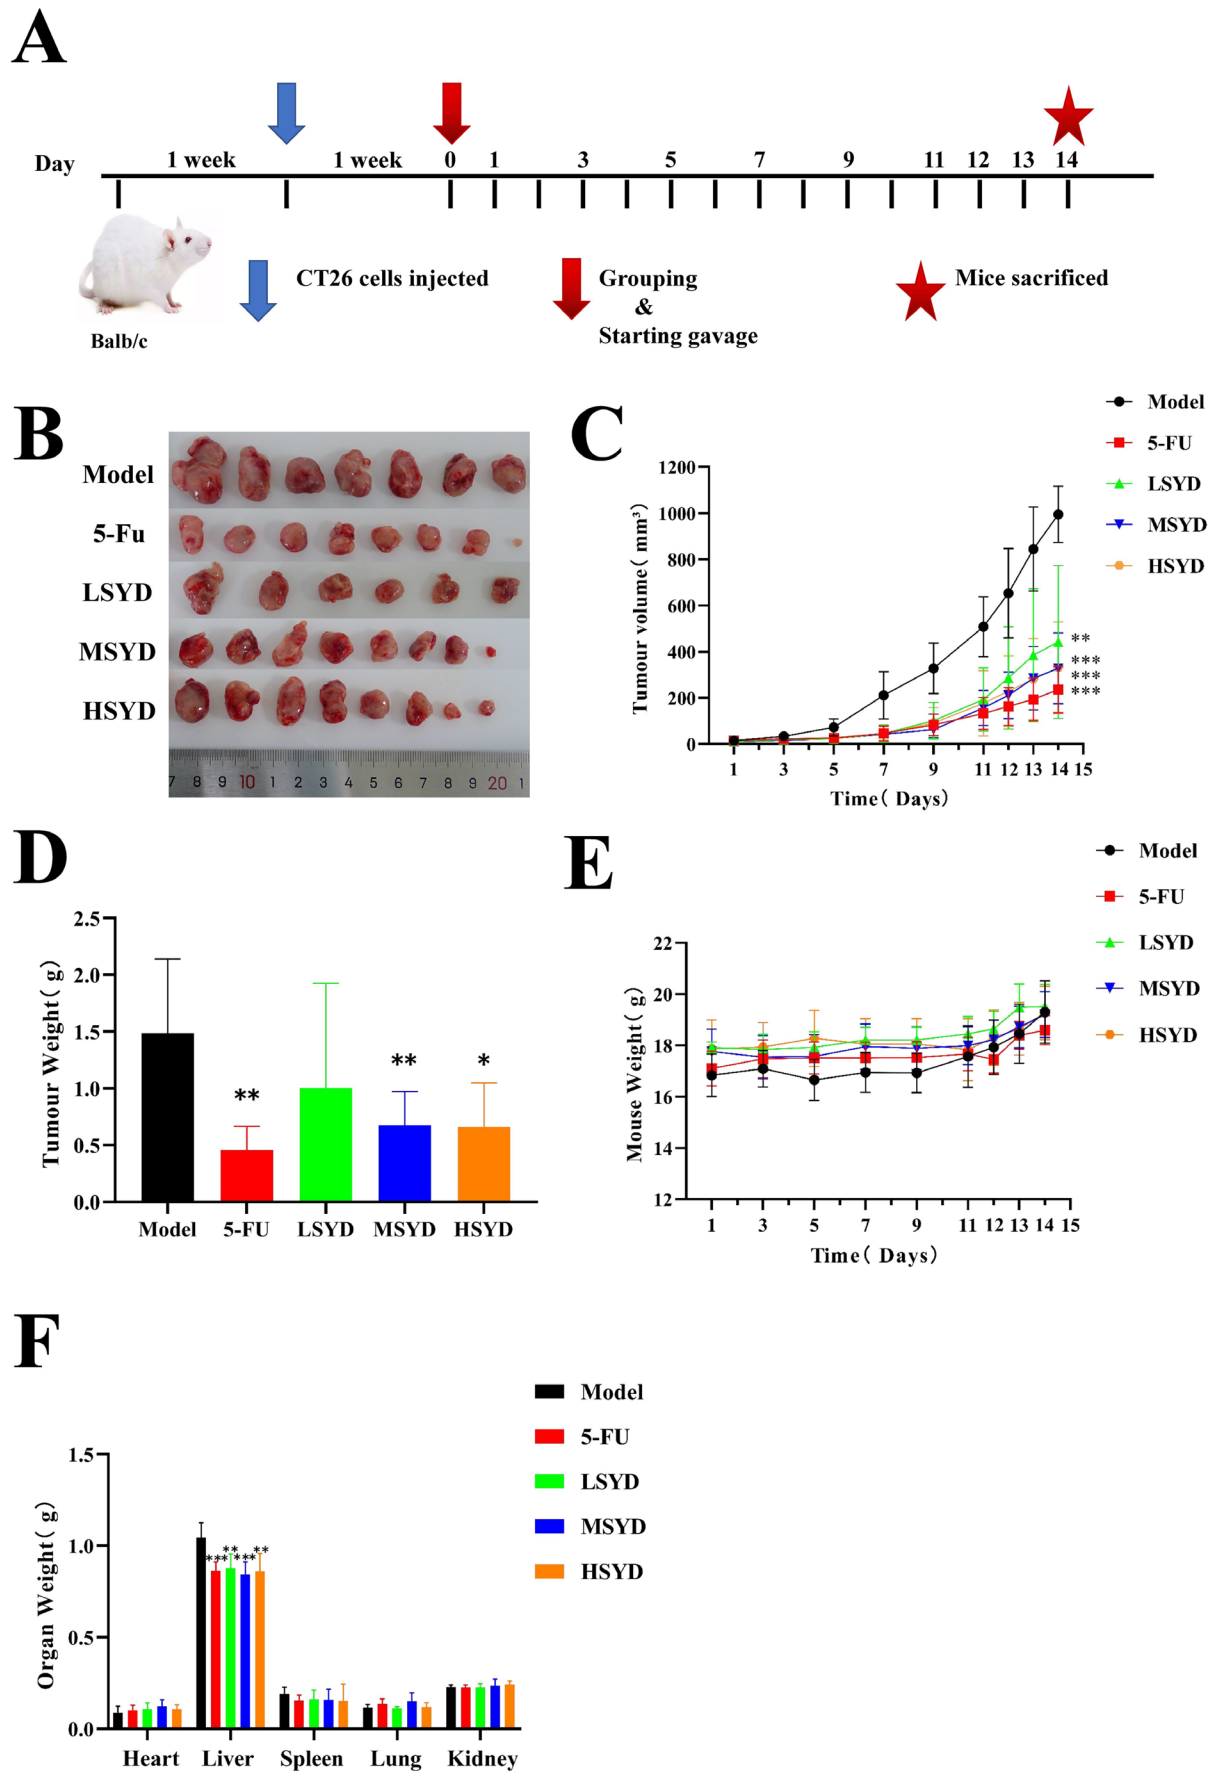 A
Day 1 week 1 week 0 1 3 5 7 9 11 12 13 14
CT26 cells injected
Grouping
&
Starting gavage
Mice sacrificed
Balb/c
B
Model
5-Fu
LSYD
MSYD
HSYD
7 8 9 10 1 2 3 4 5 6 7 8 9 20 1
C
Model
5-FU
LSYD
MSYD
HSYD
Tumour volume( mm³)
1200
1000
800
600
400
200
0
**
***
***
***
1 3 5 7 9 11 12 13 14 15
Time( Days)
D
Tumour Weight( g)
2.5
2.0
1.5
1.0
0.5
0.0
** ** *
Model 5-FU LSYD MSYD HSYD
E
Model
5-FU
LSYD
MSYD
HSYD
Mouse Weight( g)
22
20
18
16
14
12
1 3 5 7 9 11 12 13 14 15
Time( Days)
F
Model
5-FU
LSYD
MSYD
HSYD
Organ Weight( g)
1.5
1.0
0.5
0.0
*** ** *** **
Heart Liver Spleen Lung Kidney